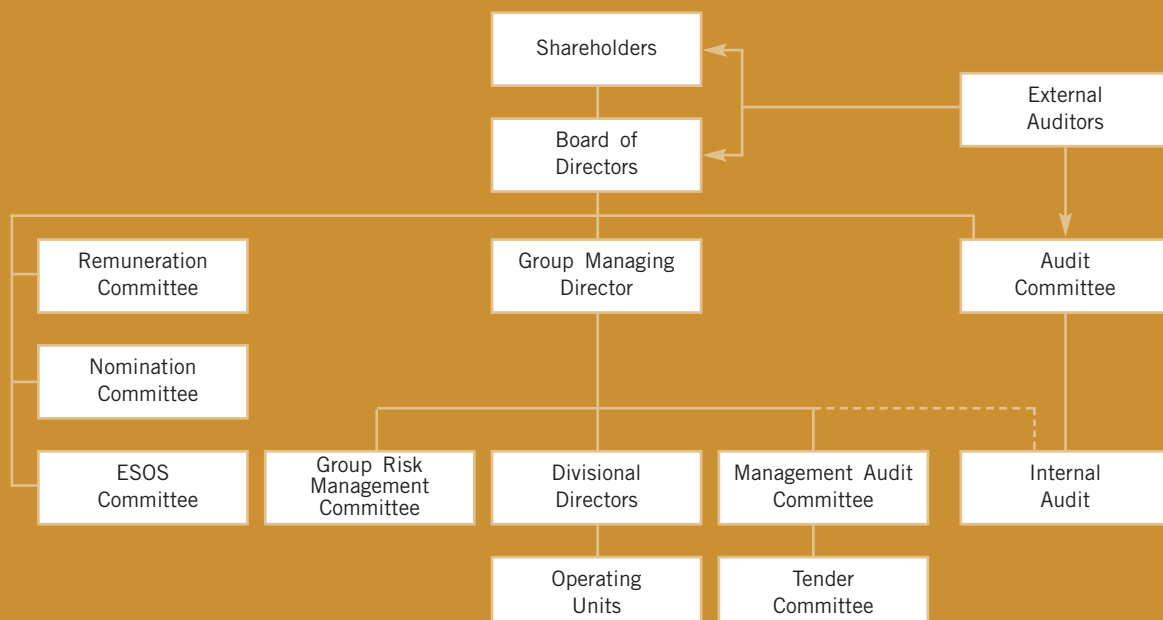 Shareholders
External
Auditors
Board of
Directors
Remuneration
Committee
Group Managing
Director
Audit
Committee
Nomination
Committee
ESOS
Committee
Group Risk
Management
Committee
Divisional
Directors
Management Audit
Committee
Internal
Audit
Operating
Units
Tender
Committee